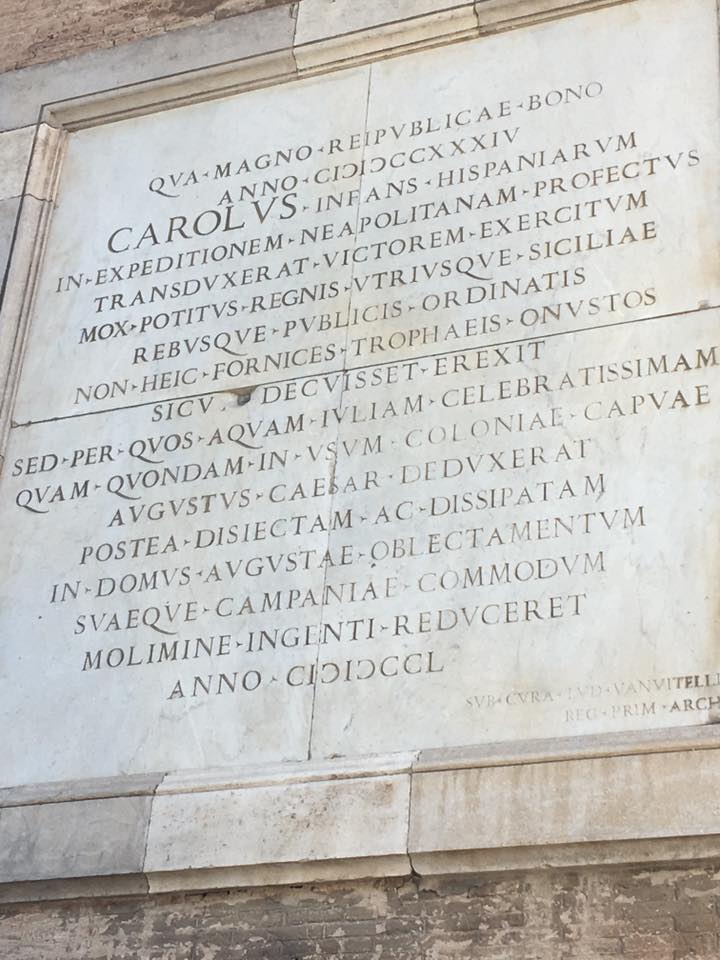 QVA·MAGNO·REIPVBLICAE·BONO
ANNO·CIↃIↃCCXXXIV
CAROLVS·INFANS·HISPANIARVM
IN·EXPEDITIONEM·NEAPOLITANAM·PROFECTVS
TRANSDVXERAT·VICTOREM·EXERCITVM
MOX·POTITVS·REGNIS·VTRIVSQVE·SICILIAE
REBVSQVE·PVBLICIS·ORDINATIS
NON·HEIC·FORNICES·TROPHAEIS·ONVSTOS
SICV DECVISSET·EREXIT
SED·PER·QVOS·AQVAM·IVLIAM·CELEBRATISSIMAM
QVAM·QVONDAM·IN·VSVM·COLONIAE·CAPVAE
AVGVSTVS·CAESAR·DEDVXERAT
POSTEA·DISIECTAM·AC·DISSIPATAM
IN·DOMVS·AVGVSTAE·OBLECTAMENTVM
SVAEQVE·CAMPANIAE·COMMODVM
MOLIMINE·INGENTI·REDVCERET
ANNO·CIↃIↃCCL
SVB·CVRA·LVD·VANVITELLI
REG·PRIM·ARCH